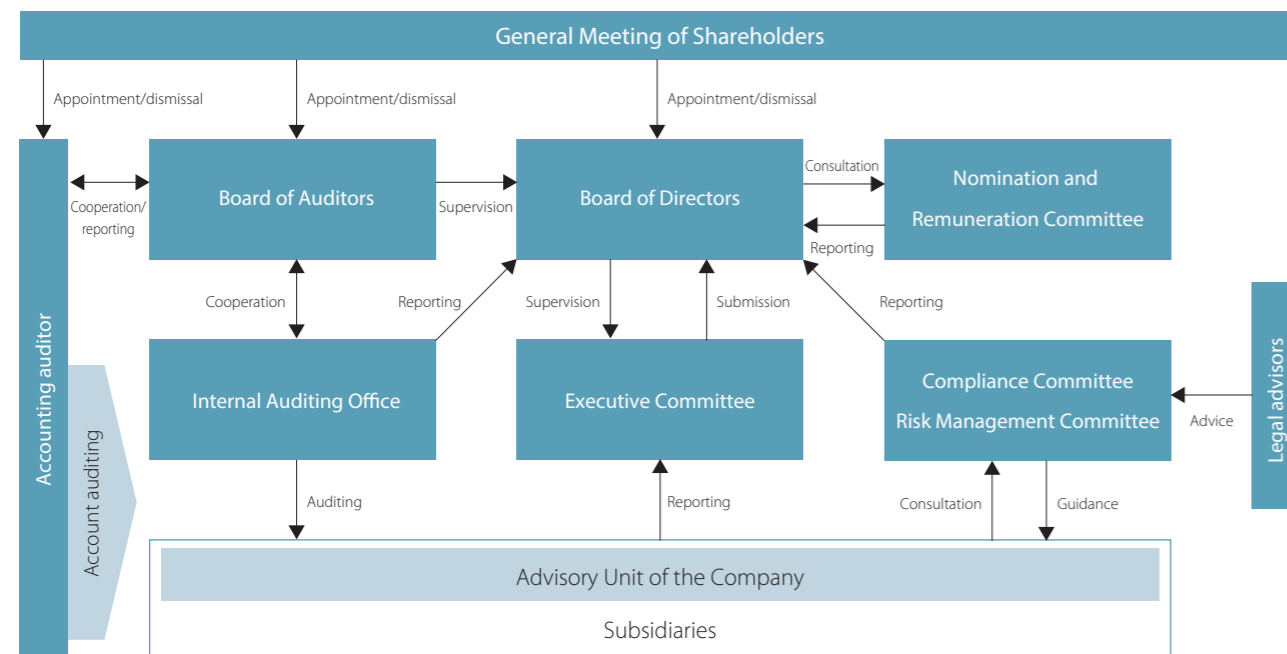 General Meeting of Shareholders
Appointment/dismissal
Appointment/dismissal
Appointment/dismissal
Accounting auditor
Cooperation/
reporting
Board of Auditors
Supervision
Board of Directors
Consultation
Reporting
Nomination and
Remuneration Committee
Cooperation
Reporting
Supervision
Submission
Reporting
Account auditing
Internal Auditing Office
Executive Committee
Compliance Committee
Risk Management Committee
Advice
Legal advisors
Auditing
Reporting
Consultation
Guidance
Advisory Unit of the Company
Subsidiaries